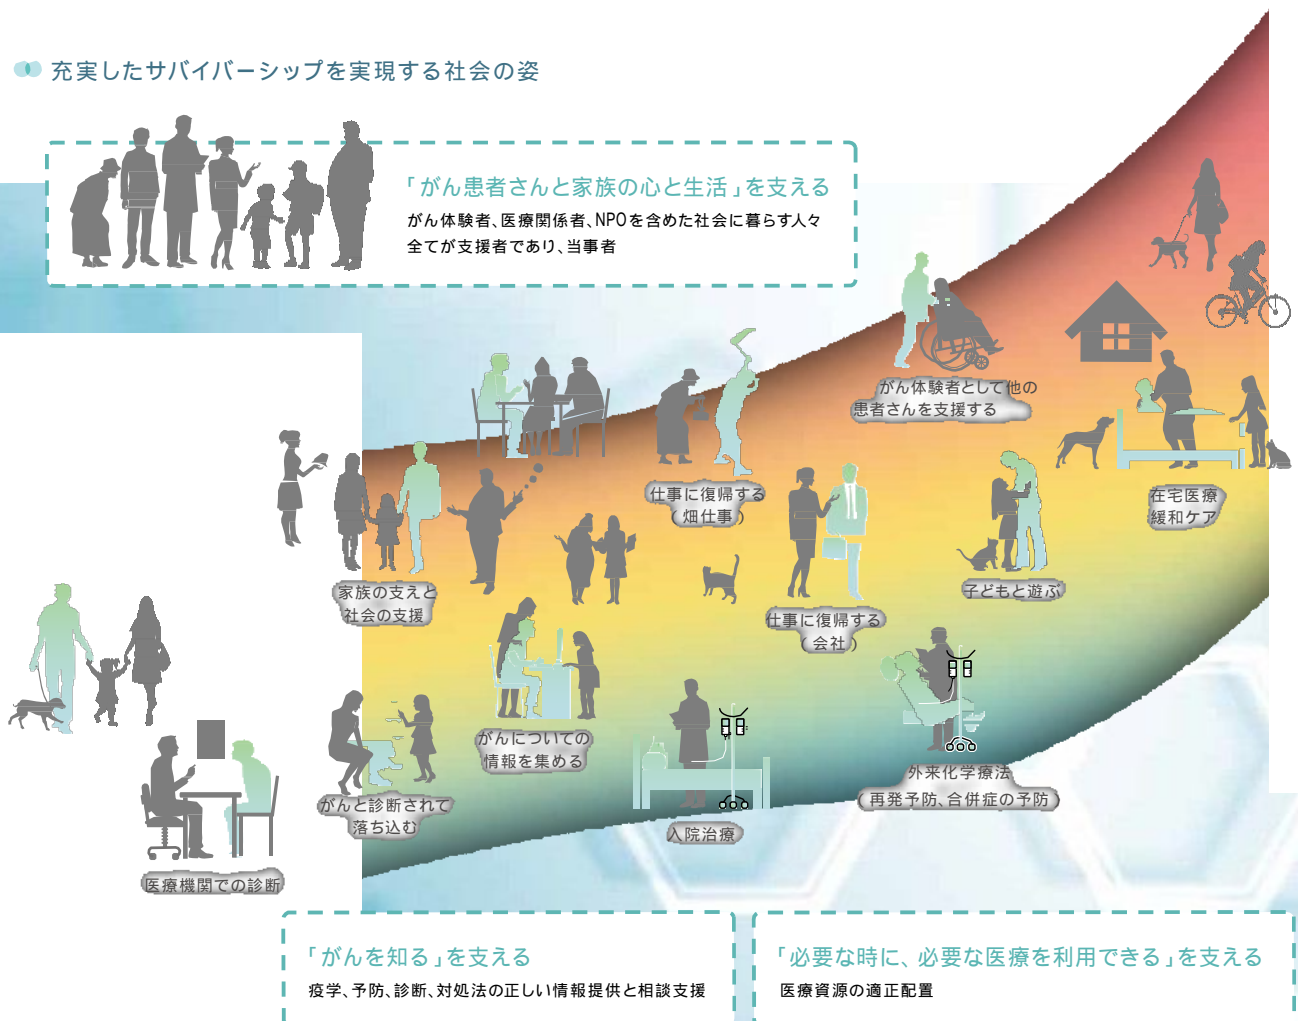 充実したサバイバーシップを実現する社会の姿
「がん患者さんと家族の心と生活」を支える
がん体験者、医療関係者、NPOを含めた社会に暮らす人々
全てが支援者であり、当事者
がん体験者として他の
患者さんを支援する
仕事に復帰する
(畑仕事)
在宅医療
緩和ケア
家族の支えと
社会の支援
仕事に復帰する
(会社)
子どもと遊ぶ
がんについての
情報を集める
がんと診断されて
落ち込む
入院治療
外来化学療法
(再発予防、合併症の予防)
医療機関での診断
「がんを知る」を支える
疫学、予防、診断、対処法の正しい情報提供と相談支援
「必要な時に、必要な医療を利用できる」を支える
医療資源の適正配置